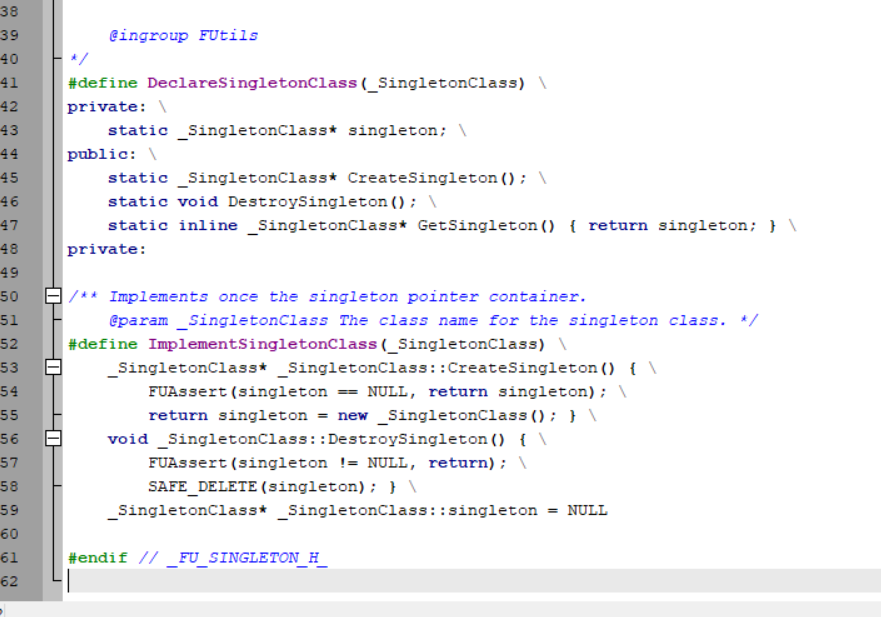 38
39     @ingroup FUtils
40 */
41 #define DeclareSingletonClass(_SingletonClass) \
42 private: \
43     static _SingletonClass* singleton; \
44 public: \
45     static _SingletonClass* CreateSingleton(); \
46     static void DestroySingleton(); \
47     static inline _SingletonClass* GetSingleton() { return singleton; } \
48 private:
49
50 /** Implements once the singleton pointer container.
51     @param _SingletonClass The class name for the singleton class. */
52 #define ImplementSingletonClass(_SingletonClass) \
53     _SingletonClass* _SingletonClass::CreateSingleton() { \
54         FUAssert(singleton == NULL, return singleton); \
55         return singleton = new _SingletonClass(); } \
56     void _SingletonClass::DestroySingleton() { \
57         FUAssert(singleton != NULL, return); \
58         SAFE_DELETE(singleton); } \
59     _SingletonClass* _SingletonClass::singleton = NULL
60
61 #endif // _FU_SINGLETON_H_
62